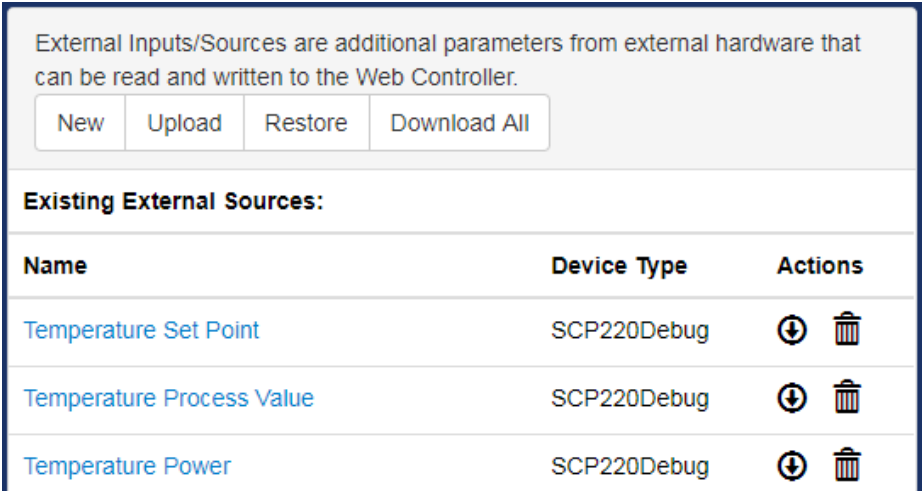 External Inputs/Sources are additional parameters from external hardware that
can be read and written to the Web Controller.
New Upload Restore Download All
Existing External Sources:
Name Device Type Actions
Temperature Set Point SCP220Debug
Temperature Process Value SCP220Debug
Temperature Power SCP220Debug